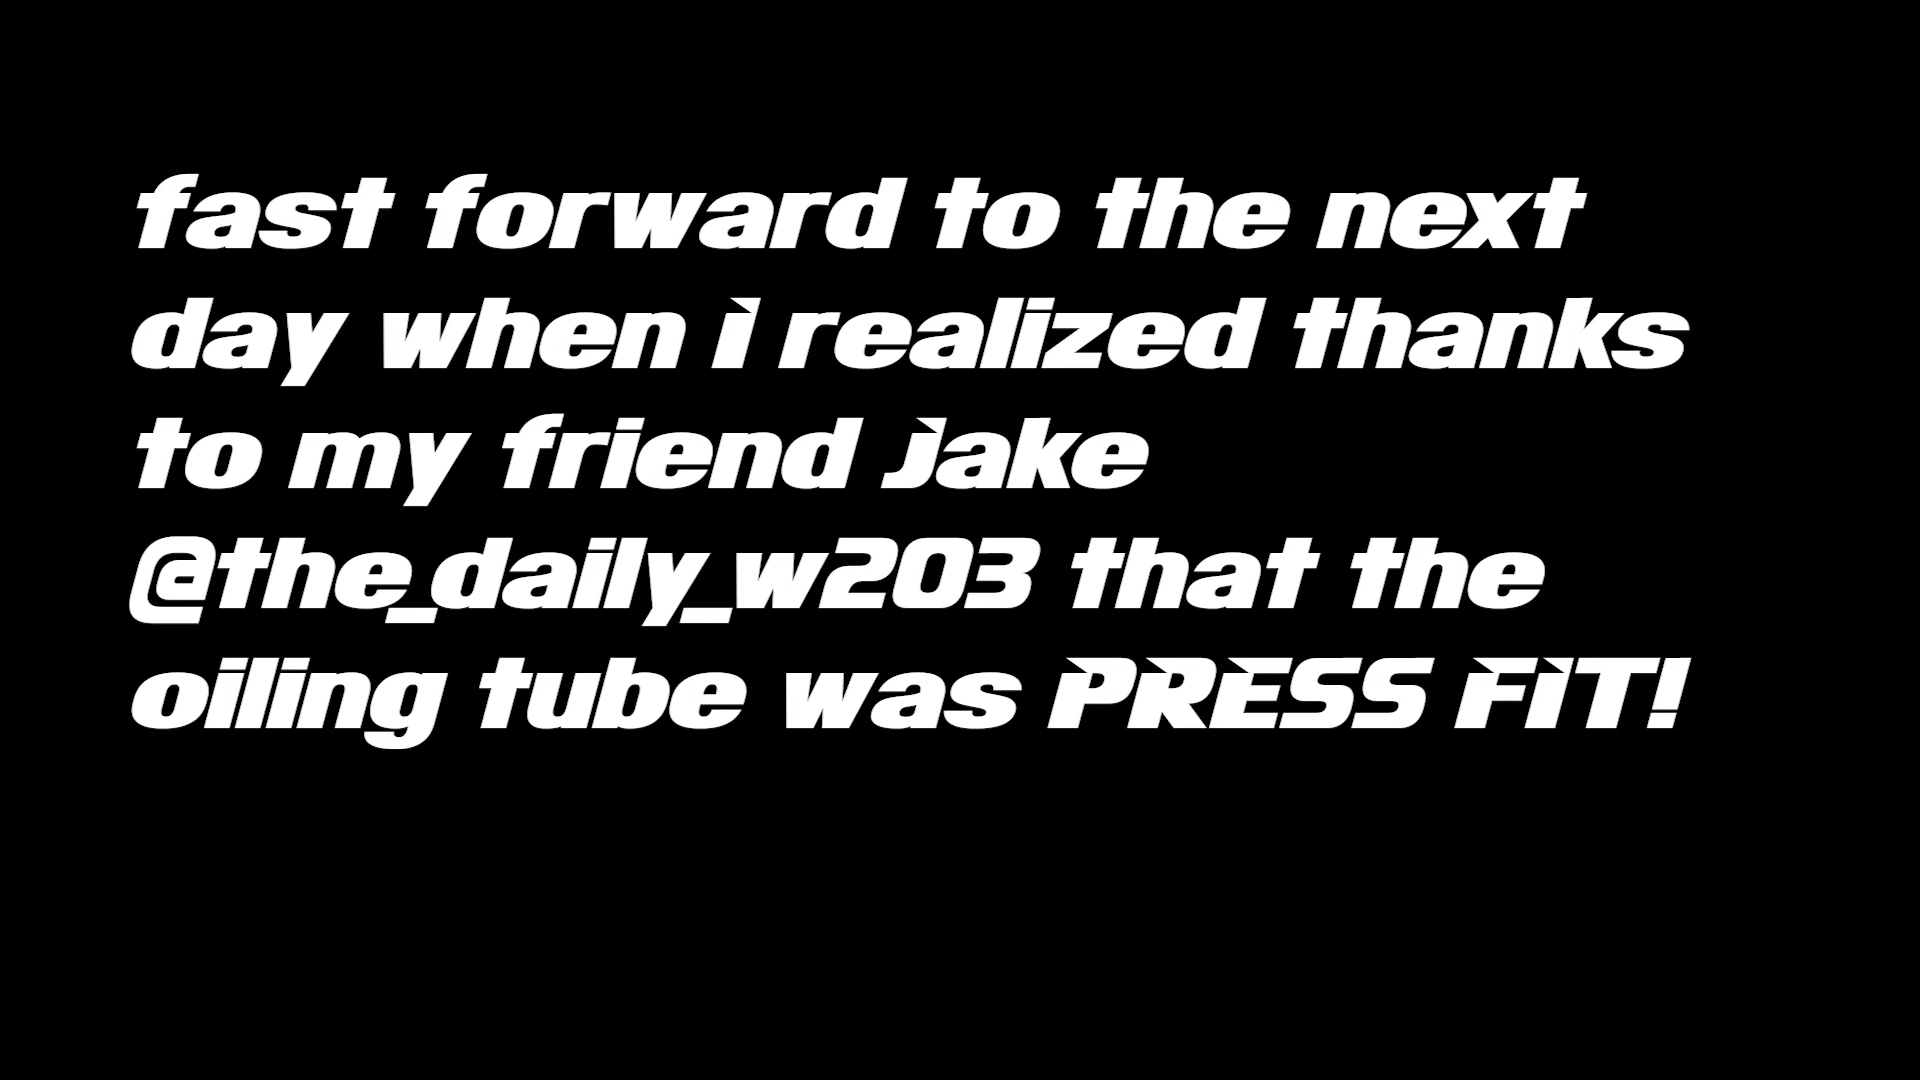 fast forward to the next
day when i realized thanks
to my friend jake
@the_daily_w203 that the
oiling tube was PRESS FIT!